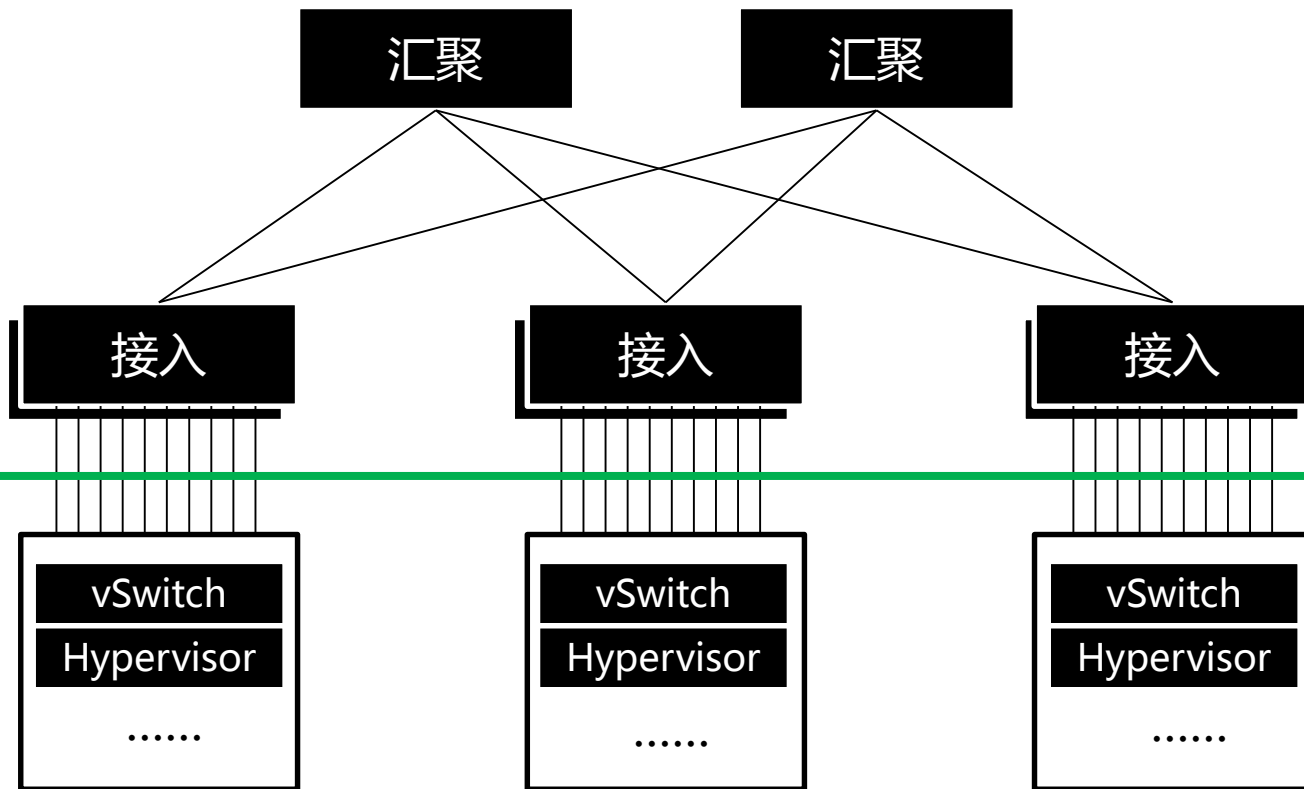 汇聚
汇聚
接入
接入
接入
vSwitch
Hypervisor
......
vSwitch
Hypervisor
......
vSwitch
Hypervisor
......